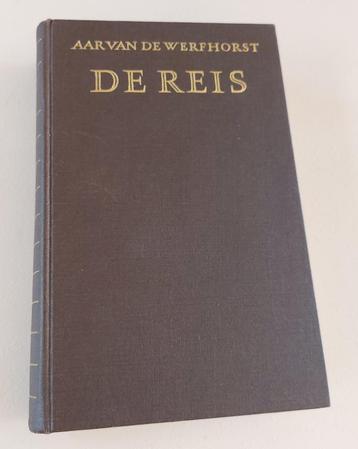 AAR VAN DE WERFHORST
DE REIS